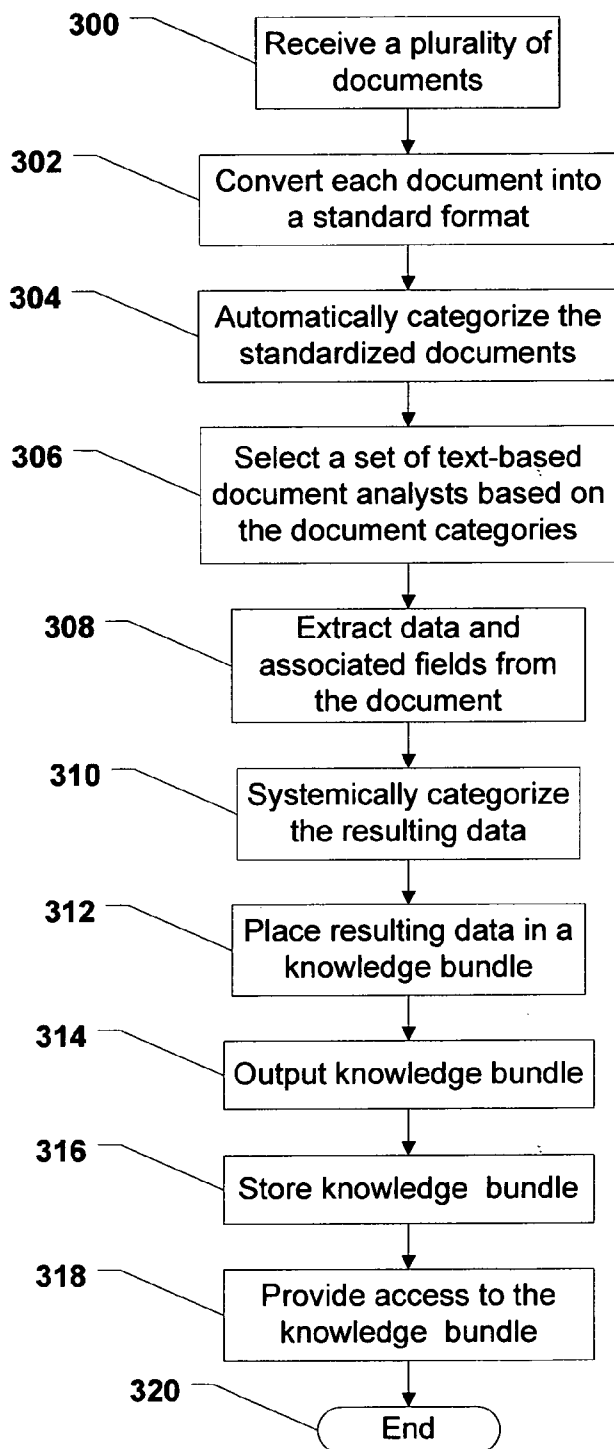 300
Receive a plurality of
documents
302
Convert each document into
a standard format
304
Automatically categorize the
standardized documents
306
Select a set of text-based
document analysts based on
the document categories
308
Extract data and
associated fields from
the document
310
Systemically categorize
the resulting data
312
Place resulting data in a
knowledge bundle
314
Output knowledge bundle
316
Store knowledge bundle
318
Provide access to the
knowledge bundle
320
End